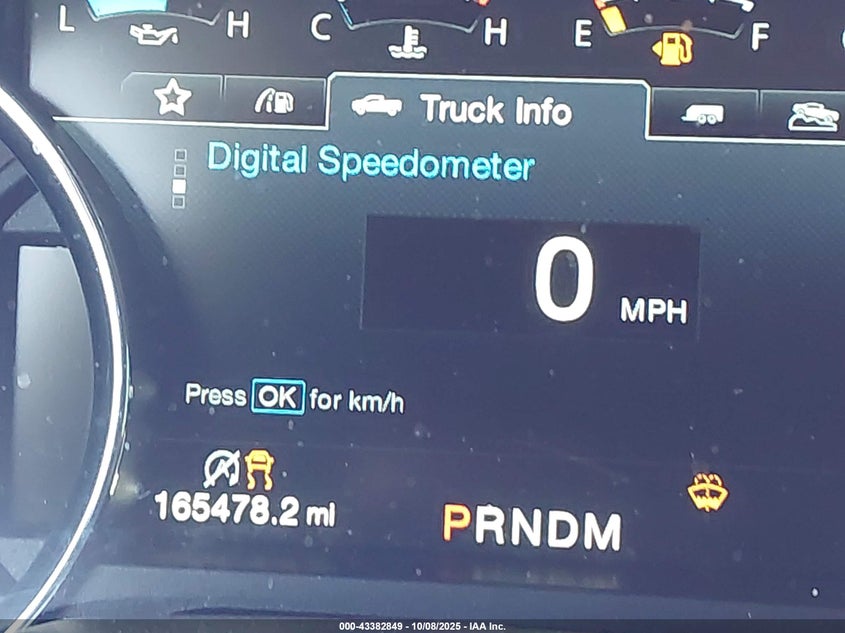 L H C H E F
Truck Info
Digital Speedometer
0 MPH
Press OK for km/h
165478.2 mi
PRNDM
000-43382849 - 10/08/2025 - IAA Inc.